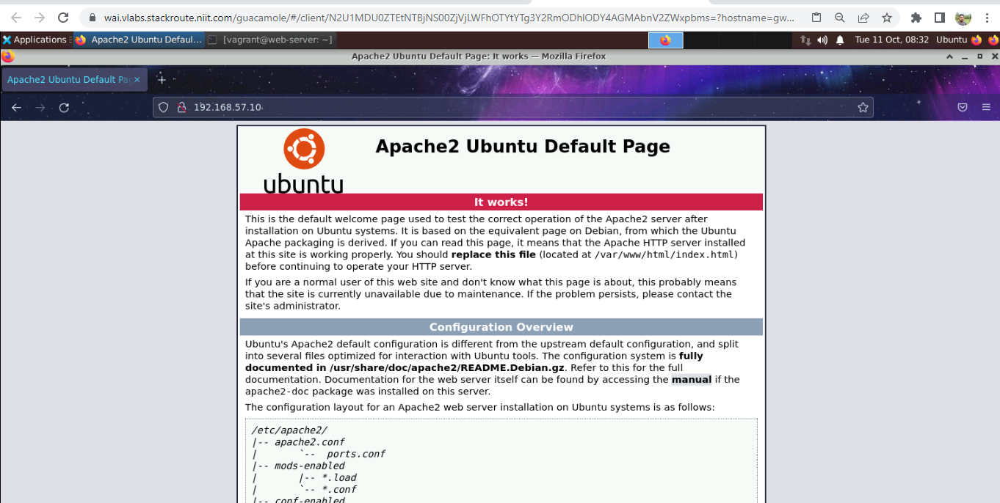 wai.vlabs.stackroute.niit.com/guacamole/#/client/N2U1MDU0ZTEtNTBjNS00ZjVjLWFhOTYtYTg3Y2RmODhlODY4AGMAbnV2ZWxpbms=?hostname=gw...
Applications
Apache2 Ubuntu Defaul...
[vagrant@web-server: ~]
Tue 11 Oct, 08:32 Ubuntu
Apache2 Ubuntu Default Page: It works — Mozilla Firefox
Apache2 Ubuntu Default Pa
192.168.57.10
ubuntu
Apache2 Ubuntu Default Page
It works!
This is the default welcome page used to test the correct operation of the Apache2 server after
installation on Ubuntu systems. It is based on the equivalent page on Debian, from which the Ubuntu
Apache packaging is derived. If you can read this page, it means that the Apache HTTP server installed
at this site is working properly. You should replace this file (located at /var/www/html/index.html)
before continuing to operate your HTTP server.
If you are a normal user of this web site and don't know what this page is about, this probably means
that the site is currently unavailable due to maintenance. If the problem persists, please contact the
site's administrator.
Configuration Overview
Ubuntu's Apache2 default configuration is different from the upstream default configuration, and split
into several files optimized for interaction with Ubuntu tools. The configuration system is fully
documented in /usr/share/doc/apache2/README.Debian.gz. Refer to this for the full
documentation. Documentation for the web server itself can be found by accessing the manual if the
apache2-doc package was installed on this server.
The configuration layout for an Apache2 web server installation on Ubuntu systems is as follows:
/etc/apache2/
|-- apache2.conf
|       `--  ports.conf
|-- mods-enabled
|       |-- *.load
|       `-- *.conf
|-- conf-enabled